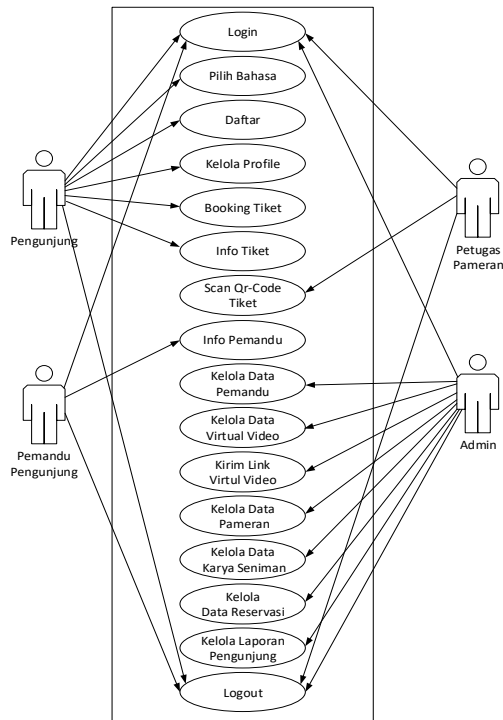 Login
Pilih Bahasa
Daftar
Kelola Profile
Booking Tiket
Info Tiket
Scan Qr-Code
Tiket
Info Pemandu
Kelola Data
Pemandu
Kelola Data
Virtual Video
Kirim Link
Virtul Video
Kelola Data
Pameran
Kelola Data
Karya Seniman
Kelola
Data Reservasi
Kelola Laporan
Pengunjung
Logout
Pengunjung
Pemandu
Pengunjung
Petugas
Pameran
Admin